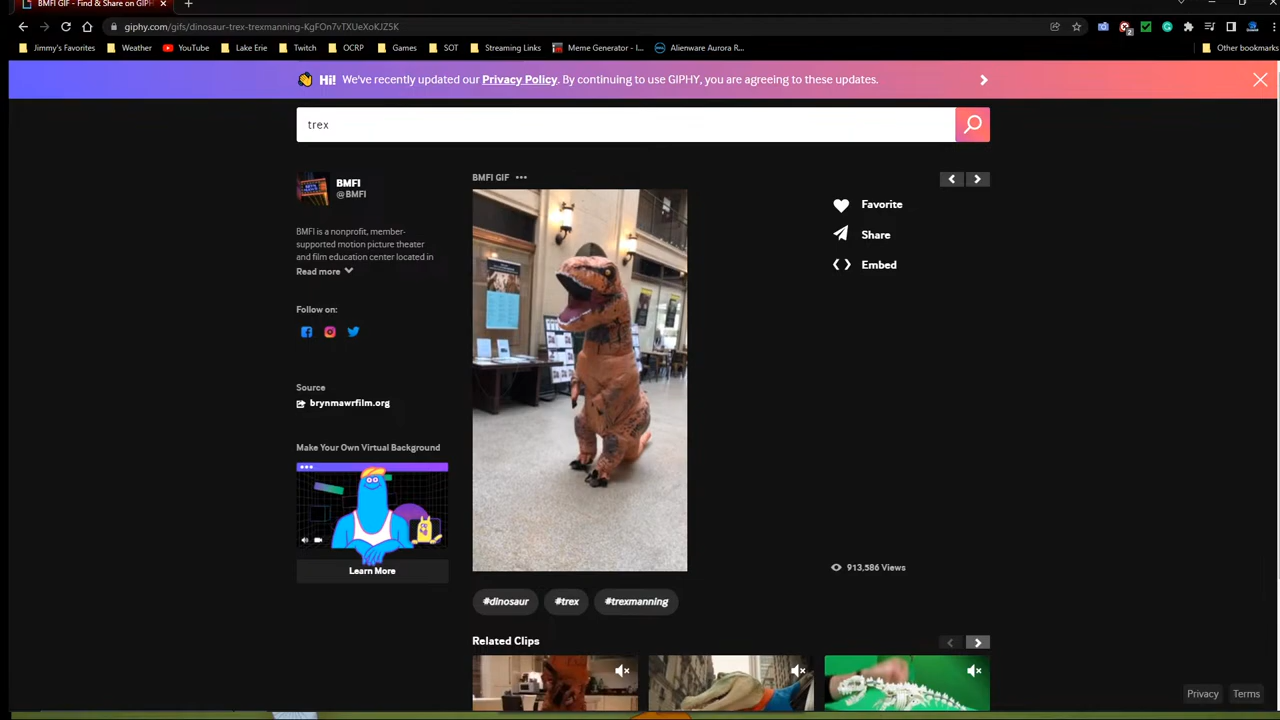 BMFI GIF - Find & Share on GIPH
giphy.com/gifs/dinosaur-trex-trexmanning-KgFOn7vTXUeXoKJZSK
Jimmy's Favorites Weather YouTube Lake Erie Twitch OCRP Games SOT Streaming Links Meme Generator - I... Alienware Aurora R... Other bookmarks
Hi! We've recently updated our Privacy Policy. By continuing to use GIPHY, you are agreeing to these updates.
trex
BMFI
@BMFI
BMFI GIF
Favorite
Share
Embed
BMFI is a nonprofit, member-
supported motion picture theater
and film education center located in
Read more
Follow on:
Source
brynmawrfilm.org
Make Your Own Virtual Background
Learn More
913,586 Views
#dinosaur #trex #trexmanning
Related Clips
Privacy Terms